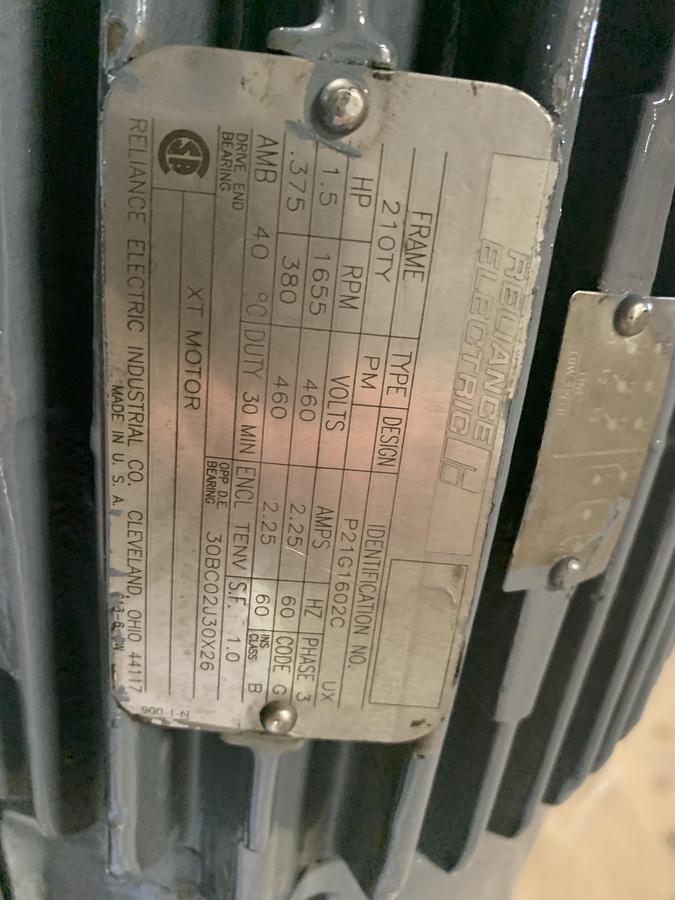 RELIANCE
ELECTRIC
FRAME TYPE DESIGN IDENTIFICATION NO.
210TY PM P21G1602C UX
HP RPM VOLTS AMPS HZ PHASE 3
1.5 1655 460 2.25 60 CODE G
.375 380 460 2.25 60 INS. CLASS B
AMB 40 °C DUTY 30 MIN ENCL TENV S.F. 1.0
DRIVE END BEARING OPP D.E. BEARING 30BC02J30X26
XT MOTOR
RELIANCE ELECTRIC INDUSTRIAL CO. CLEVELAND, OHIO 44117
MADE IN U. S. A.
LOW SPEED